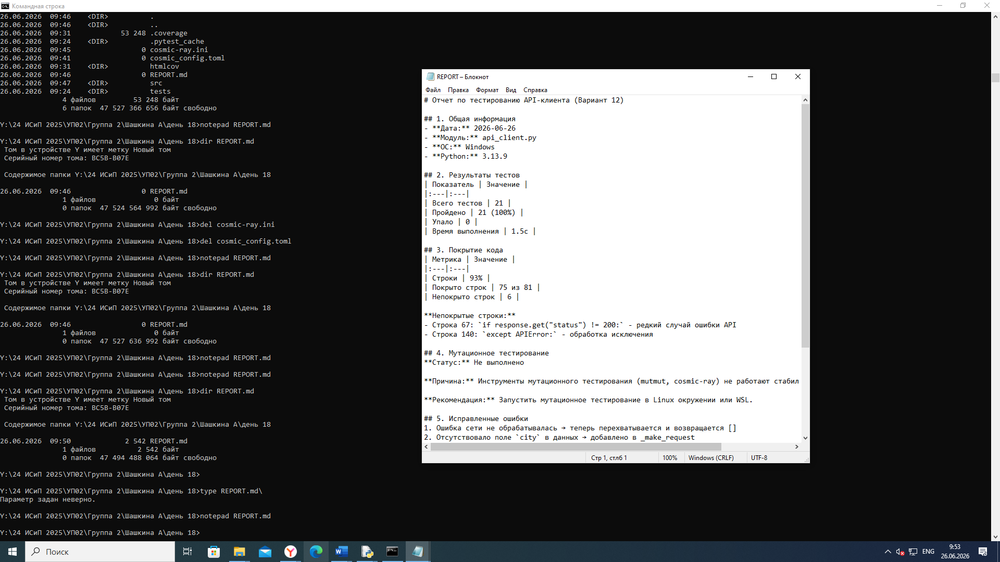 Командная строка
26.06.2026  09:46    <DIR>          .
26.06.2026  09:46    <DIR>          ..
26.06.2026  09:31            53 248 .coverage
26.06.2026  09:24    <DIR>          .pytest_cache
26.06.2026  09:45                 0 cosmic-ray.ini
26.06.2026  09:41                 0 cosmic_config.toml
26.06.2026  09:31    <DIR>          htmlcov
26.06.2026  09:46                 0 REPORT.md
26.06.2026  09:47    <DIR>          src
26.06.2026  09:24    <DIR>          tests
4 файлов         53 248 байт
6 папок  47 527 366 656 байт свободно
Y:\24 ИСиП 2025\УП02\Группа 2\Шашкина А\день 18>notepad REPORT.md
Y:\24 ИСиП 2025\УП02\Группа 2\Шашкина А\день 18>dir REPORT.md
Том в устройстве Y имеет метку Новый том
Серийный номер тома: BC5B-B07E
Содержимое папки Y:\24 ИСиП 2025\УП02\Группа 2\Шашкина А\день 18
26.06.2026  09:46                 0 REPORT.md
1 файлов              0 байт
0 папок  47 524 564 992 байт свободно
Y:\24 ИСиП 2025\УП02\Группа 2\Шашкина А\день 18>del cosmic-ray.ini
Y:\24 ИСиП 2025\УП02\Группа 2\Шашкина А\день 18>del cosmic_config.toml
Y:\24 ИСиП 2025\УП02\Группа 2\Шашкина А\день 18>notepad REPORT.md
Y:\24 ИСиП 2025\УП02\Группа 2\Шашкина А\день 18>dir REPORT.md
Том в устройстве Y имеет метку Новый том
Серийный номер тома: BC5B-B07E
Содержимое папки Y:\24 ИСиП 2025\УП02\Группа 2\Шашкина А\день 18
26.06.2026  09:46                 0 REPORT.md
1 файлов              0 байт
0 папок  47 527 636 992 байт свободно
Y:\24 ИСиП 2025\УП02\Группа 2\Шашкина А\день 18>notepad REPORT.md
Y:\24 ИСиП 2025\УП02\Группа 2\Шашкина А\день 18>notepad REPORT.md
Y:\24 ИСиП 2025\УП02\Группа 2\Шашкина А\день 18>dir REPORT.md
Том в устройстве Y имеет метку Новый том
Серийный номер тома: BC5B-B07E
Содержимое папки Y:\24 ИСиП 2025\УП02\Группа 2\Шашкина А\день 18
26.06.2026  09:50             2 542 REPORT.md
1 файлов          2 542 байт
0 папок  47 494 488 064 байт свободно
Y:\24 ИСиП 2025\УП02\Группа 2\Шашкина А\день 18>
Y:\24 ИСиП 2025\УП02\Группа 2\Шашкина А\день 18>type REPORT.md\
Параметр задан неверно.
Y:\24 ИСиП 2025\УП02\Группа 2\Шашкина А\день 18>notepad REPORT.md
Y:\24 ИСиП 2025\УП02\Группа 2\Шашкина А\день 18>
REPORT – Блокнот
Файл Правка Формат Вид Справка
# Отчет по тестированию API-клиента (Вариант 12)
## 1. Общая информация
- **Дата:** 2026-06-26
- **Модуль:** api_client.py
- **ОС:** Windows
- **Python:** 3.13.9
## 2. Результаты тестов
| Показатель | Значение |
|:---|:---|
| Всего тестов | 21 |
| Пройдено | 21 (100%) |
| Упало | 0 |
| Время выполнения | 1.5с |
## 3. Покрытие кода
| Метрика | Значение |
|:---|:---|
| Строки | 93% |
| Покрыто строк | 75 из 81 |
| Непокрыто строк | 6 |
**Непокрытые строки:**
- Строка 67: `if response.get("status") != 200:` - редкий случай ошибки API
- Строка 140: `except APIError:` - обработка исключения
## 4. Мутационное тестирование
**Статус:** Не выполнено
**Причина:** Инструменты мутационного тестирования (mutmut, cosmic-ray) не работают стабил
**Рекомендация:** Запустить мутационное тестирование в Linux окружении или WSL.
## 5. Исправленные ошибки
1. Ошибка сети не обрабатывалась → теперь перехватывается и возвращается []
2. Отсутствовало поле `city` в данных → добавлено в _make_request
Стр 1, стлб 1 100% Windows (CRLF) UTF-8
Поиск
ENG
9:53
26.06.2026